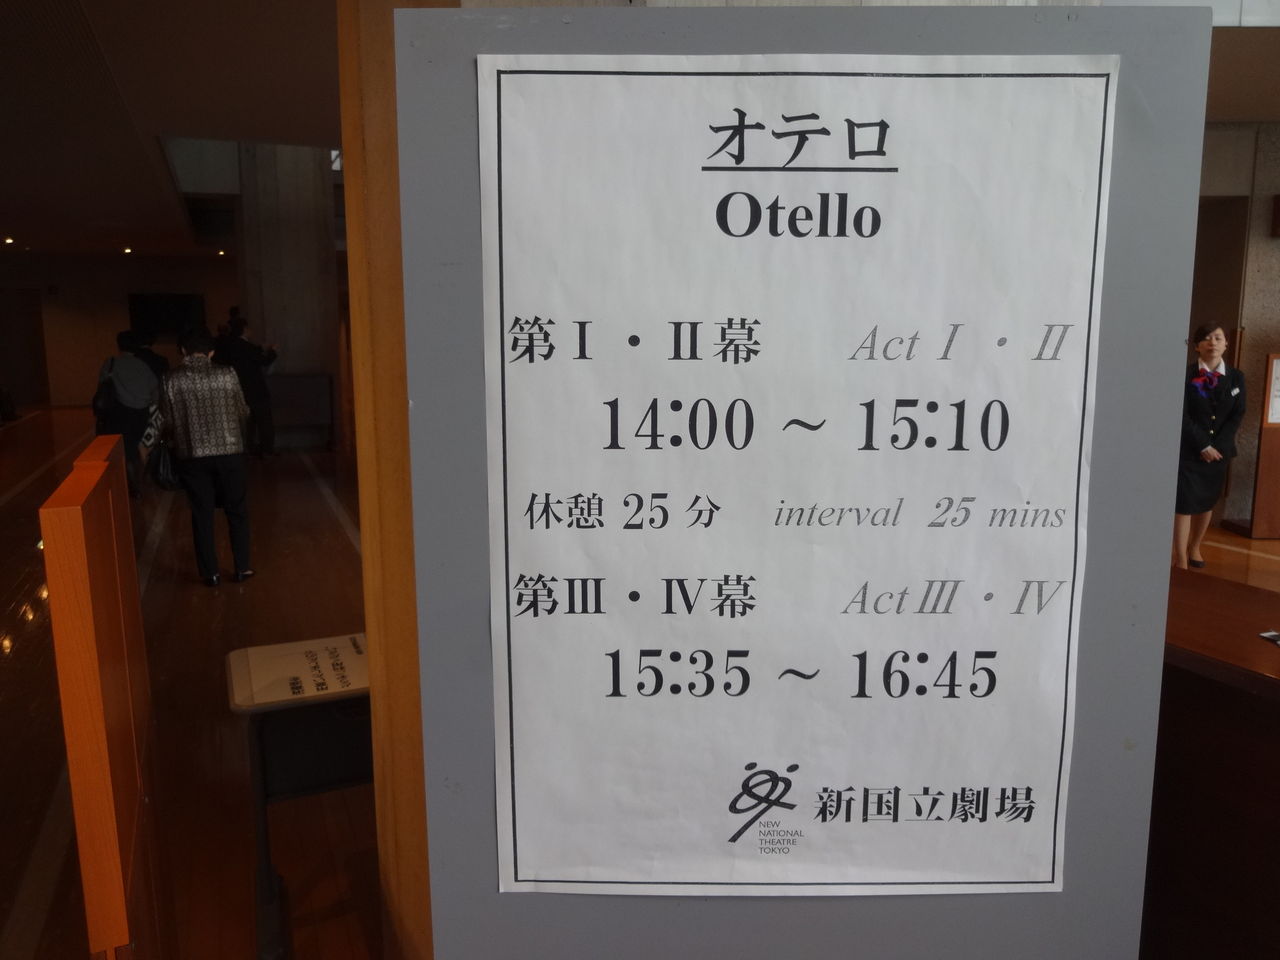 オテロ
Otello
第Ⅰ・Ⅱ幕 Act Ⅰ・Ⅱ
14:00 ～ 15:10
休憩 25 分 interval 25 mins
第Ⅲ・Ⅳ幕 Act Ⅲ・Ⅳ
15:35 ～ 16:45
新国立劇場
NEW
NATIONAL
THEATRE
TOKYO